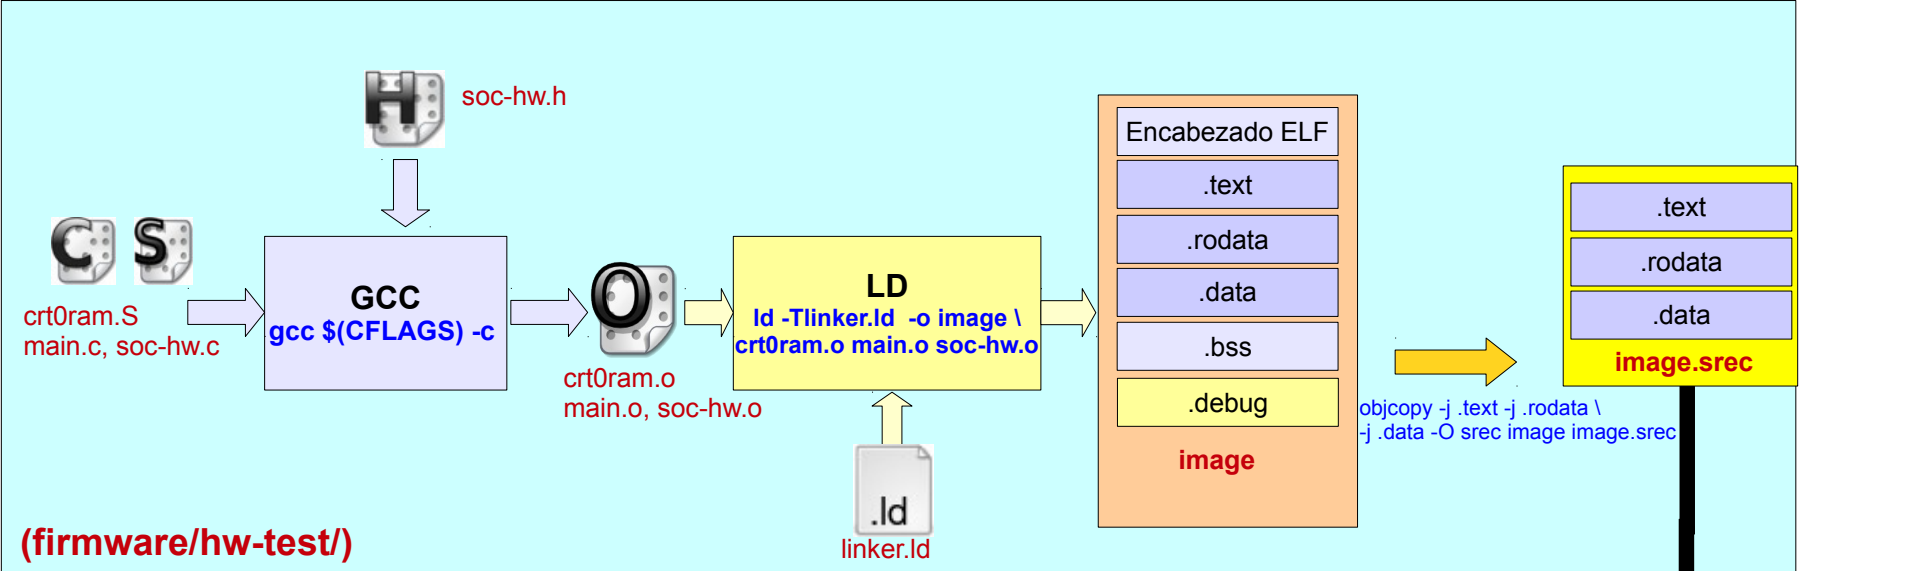 H
soc-hw.h
C S
crt0ram.S
main.c, soc-hw.c
GCC
gcc $(CFLAGS) -c
O
crt0ram.o
main.o, soc-hw.o
LD
ld -Tlinker.ld -o image \
crt0ram.o main.o soc-hw.o
.ld
linker.ld
Encabezado ELF
.text
.rodata
.data
.bss
.debug
image
objcopy -j .text -j .rodata \
-j .data -O srec image image.srec
.text
.rodata
.data
image.srec
(firmware/hw-test/)